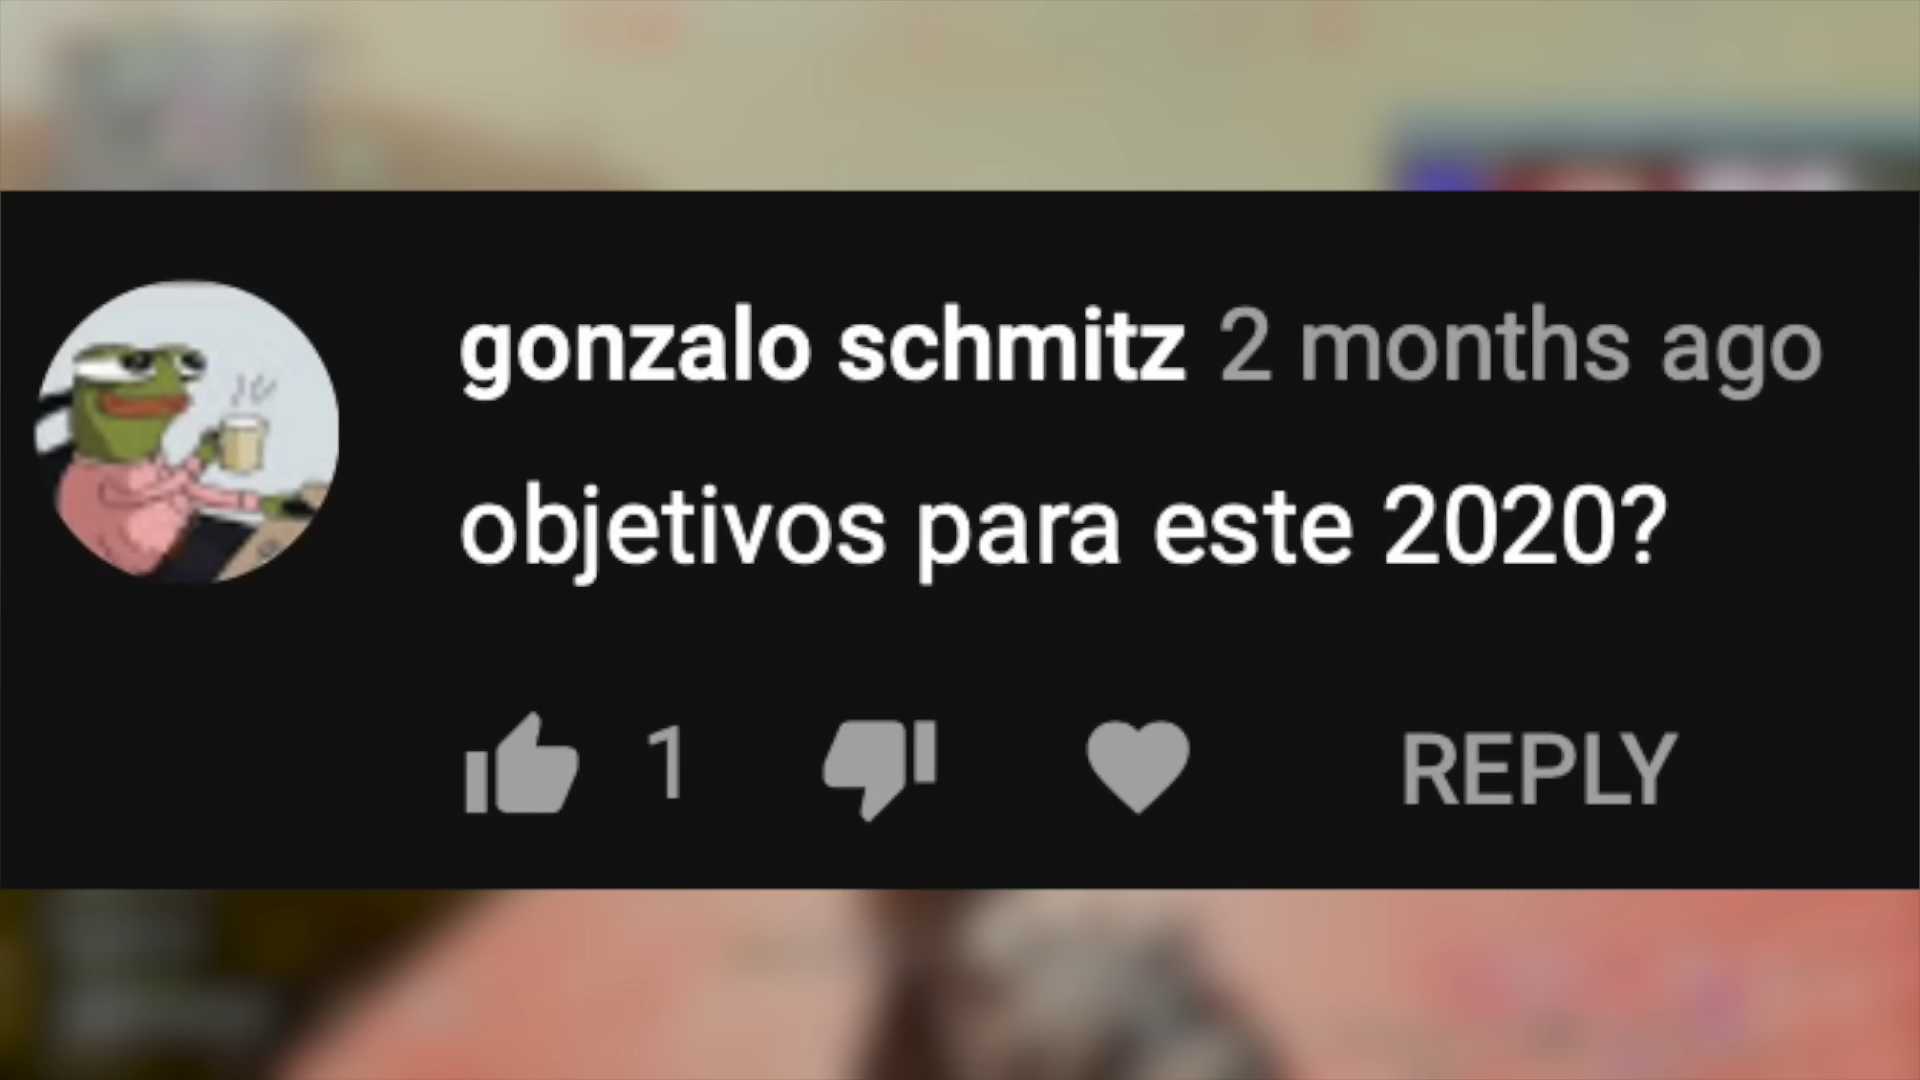 gonzalo schmitz 2 months ago
objetivos para este 2020?
1 REPLY